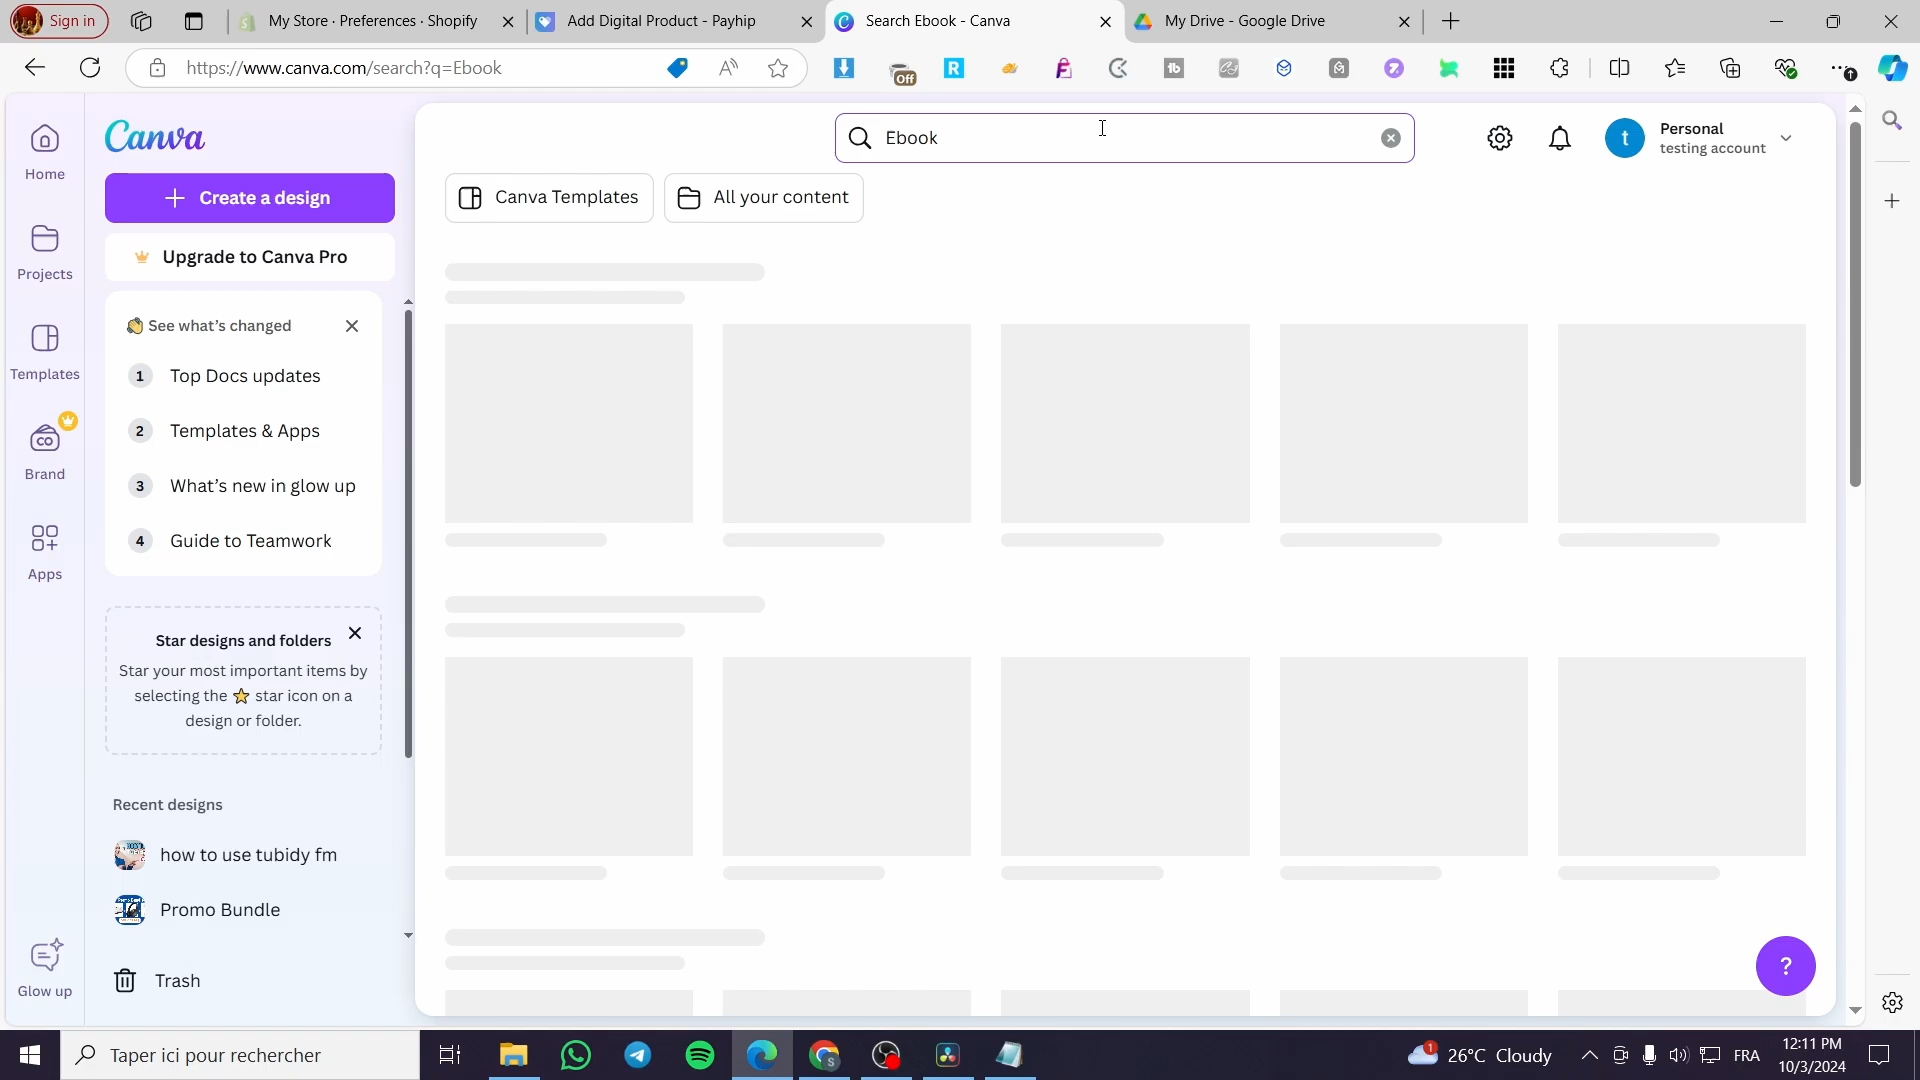 Sign in
My Store · Preferences · Shopify
Add Digital Product - Payhip
Search Ebook - Canva
My Drive - Google Drive
https://www.canva.com/search?q=Ebook
Off
Canva
Ebook
t
Personal
testing account
Home
Create a design
Canva Templates
All your content
Upgrade to Canva Pro
Projects
See what's changed
1 Top Docs updates
Templates
2 Templates & Apps
Brand
3 What's new in glow up
4 Guide to Teamwork
Apps
Star designs and folders
Star your most important items by
selecting the ⭐ star icon on a
design or folder.
Recent designs
how to use tubidy fm
Promo Bundle
Trash
Glow up
?
Taper ici pour rechercher
1
26°C Cloudy
FRA
12:11 PM
10/3/2024